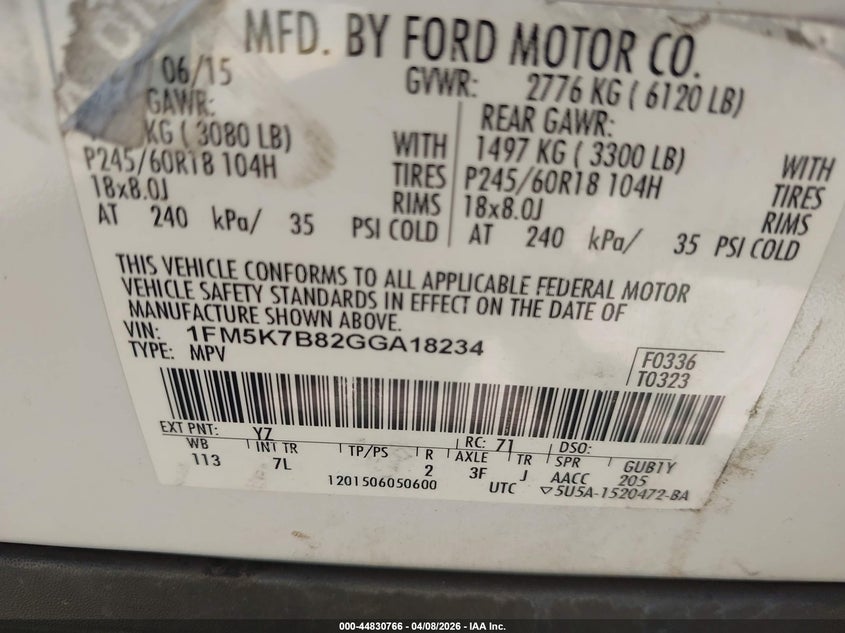 MFD. BY FORD MOTOR CO.
06/15
GVWR: 2776 KG ( 6120 LB)
GAWR:
KG ( 3080 LB) WITH
P245/60R18 104H TIRES
18x8.0J RIMS
AT 240 kPa/ 35 PSI COLD
REAR GAWR:
1497 KG ( 3300 LB) WITH
P245/60R18 104H TIRES
18x8.0J RIMS
AT 240 kPa/ 35 PSI COLD
THIS VEHICLE CONFORMS TO ALL APPLICABLE FEDERAL MOTOR
VEHICLE SAFETY STANDARDS IN EFFECT ON THE DATE OF
MANUFACTURE SHOWN ABOVE.
VIN: 1FM5K7B82GGA18234
TYPE: MPV
F0336
T0323
EXT PNT: YZ RC: 71 DSO:
WB INT TR TP/PS R AXLE TR SPR GUB1Y
113 7L 2 3F J AACC 205
1201506050600 UTC ▽5U5A-1520472-BA
000-44830766 - 04/08/2026 - IAA Inc.